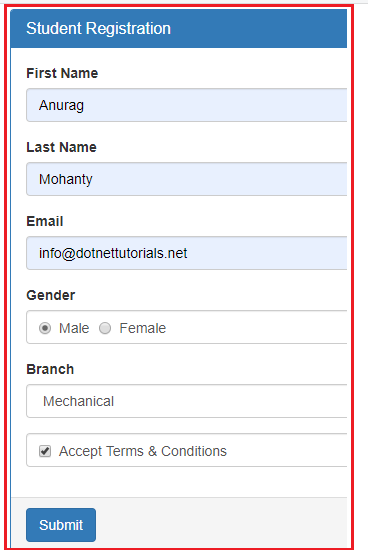 Student Registration
First Name
Anurag
Last Name
Mohanty
Email
info@dotnettutorials.net
Gender
Male Female
Branch
Mechanical
Accept Terms & Conditions
Submit